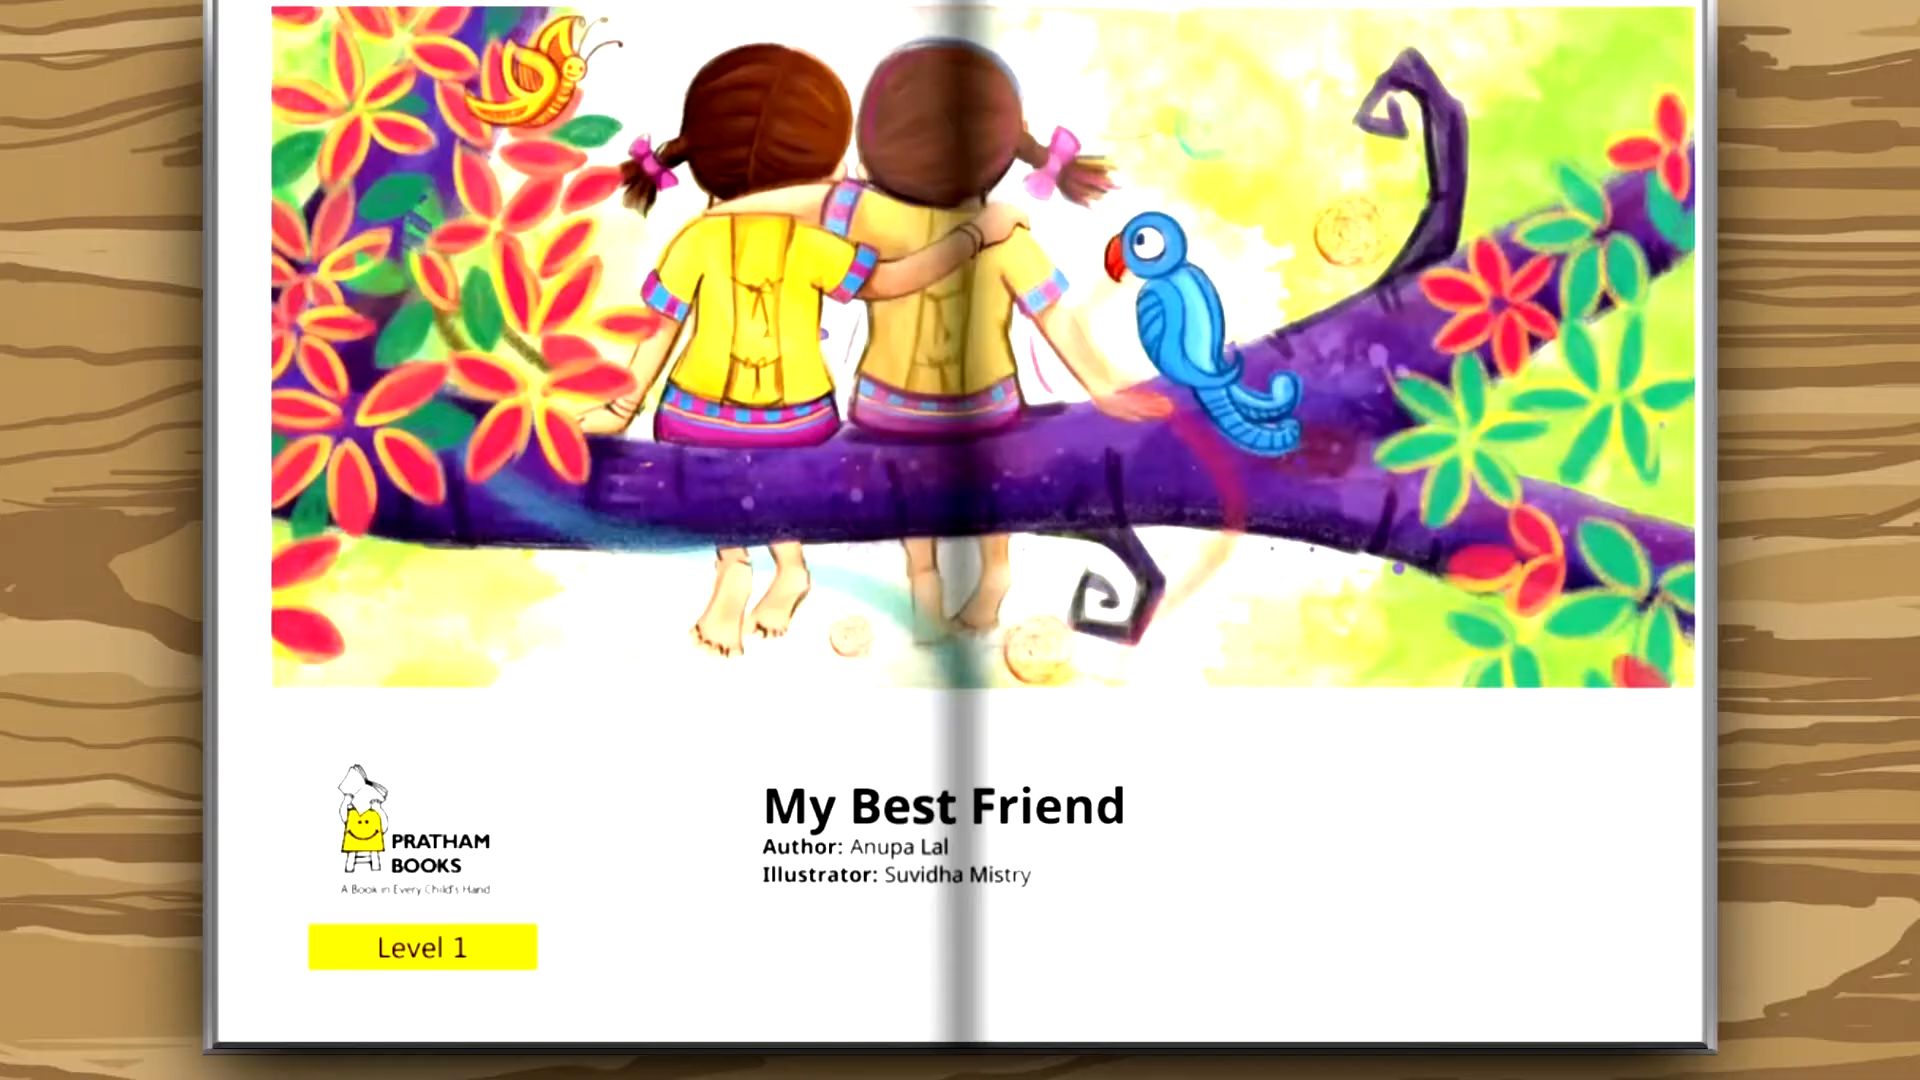 My Best Friend
Author: Anupa Lal
Illustrator: Suvidha Mistry
PRATHAM
BOOKS
A Book in Every Child's Hand
Level 1